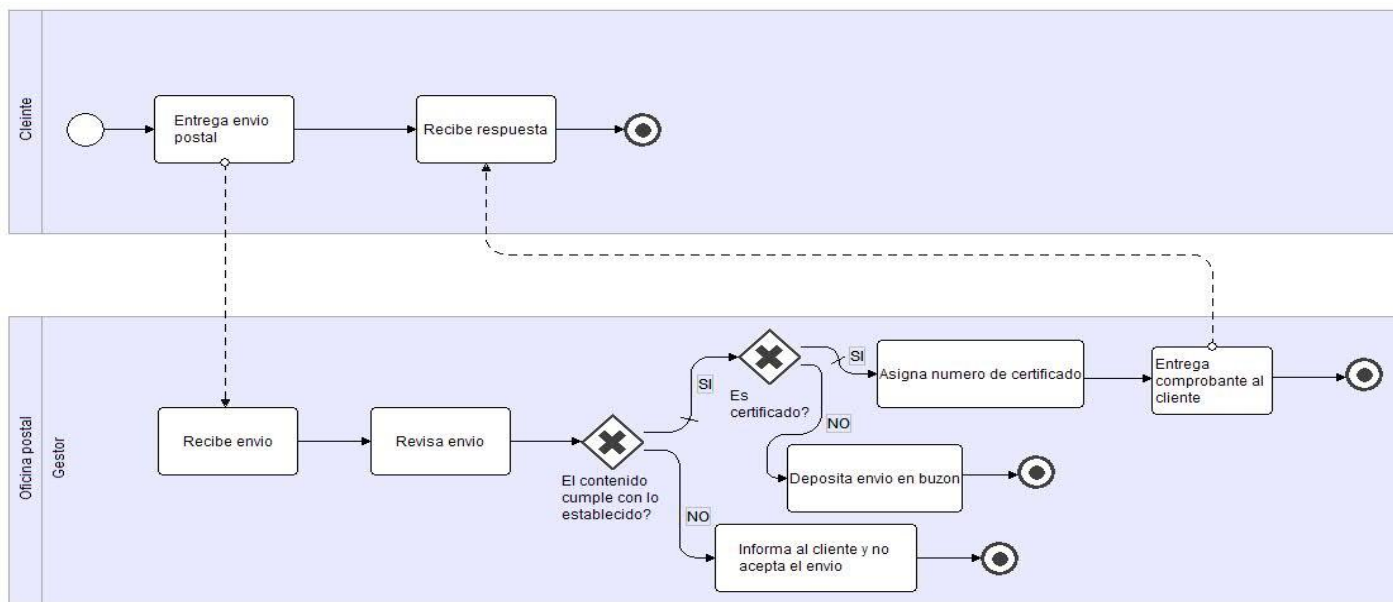 Cleinte
Entrega envio
postal
Recibe respuesta
Oficina postal
Gestor
Recibe envio
Revisa envio
El contenido
cumple con lo
establecido?
SI
NO
Es
certificado?
SI
NO
Asigna numero de certificado
Entrega
comprobante al
cliente
Deposita envio en buzon
Informa al cliente y no
acepta el envio